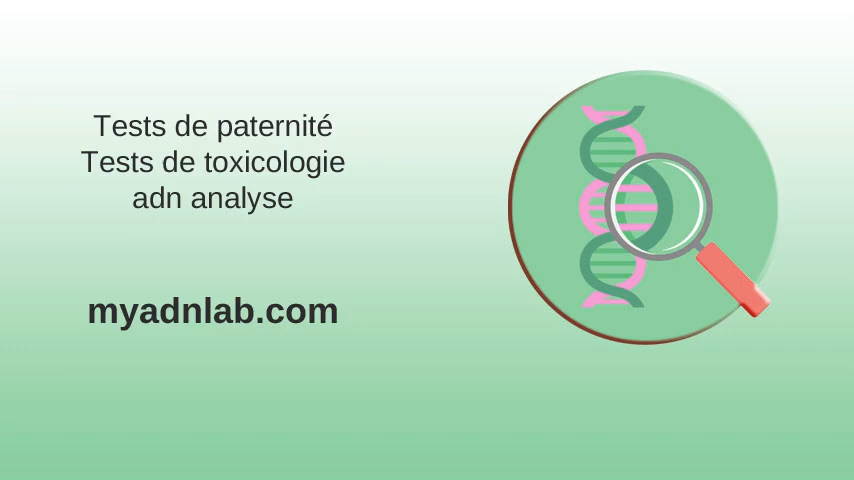 Tests de paternité
Tests de toxicologie
adn analyse
myadnlab.com